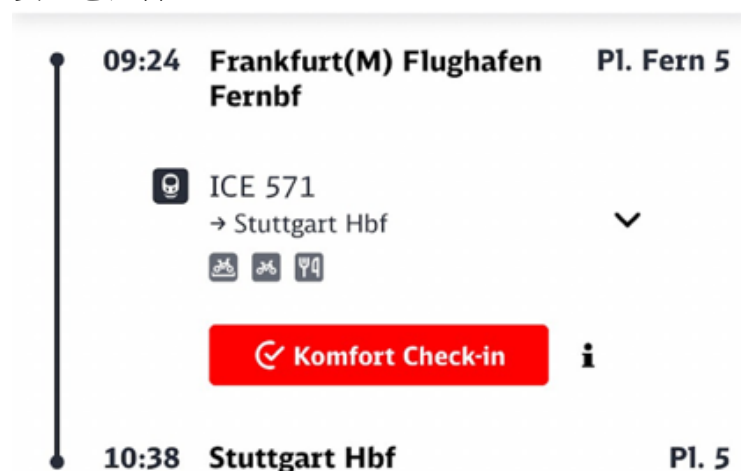 09:24 Frankfurt(M) Flughafen Pl. Fern 5
Fernbf
ICE 571
→ Stuttgart Hbf
Komfort Check-in i
10:38 Stuttgart Hbf Pl. 5